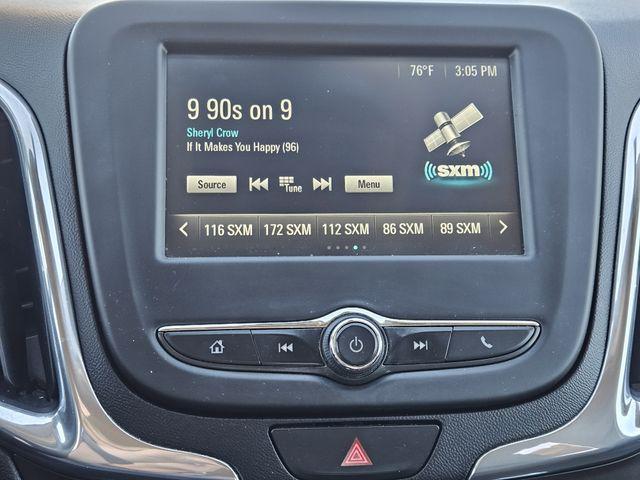 76°F 3:05 PM
9 90s on 9
Sheryl Crow
If It Makes You Happy (96)
sxm
Source Tune Menu
116 SXM 172 SXM 112 SXM 86 SXM 89 SXM